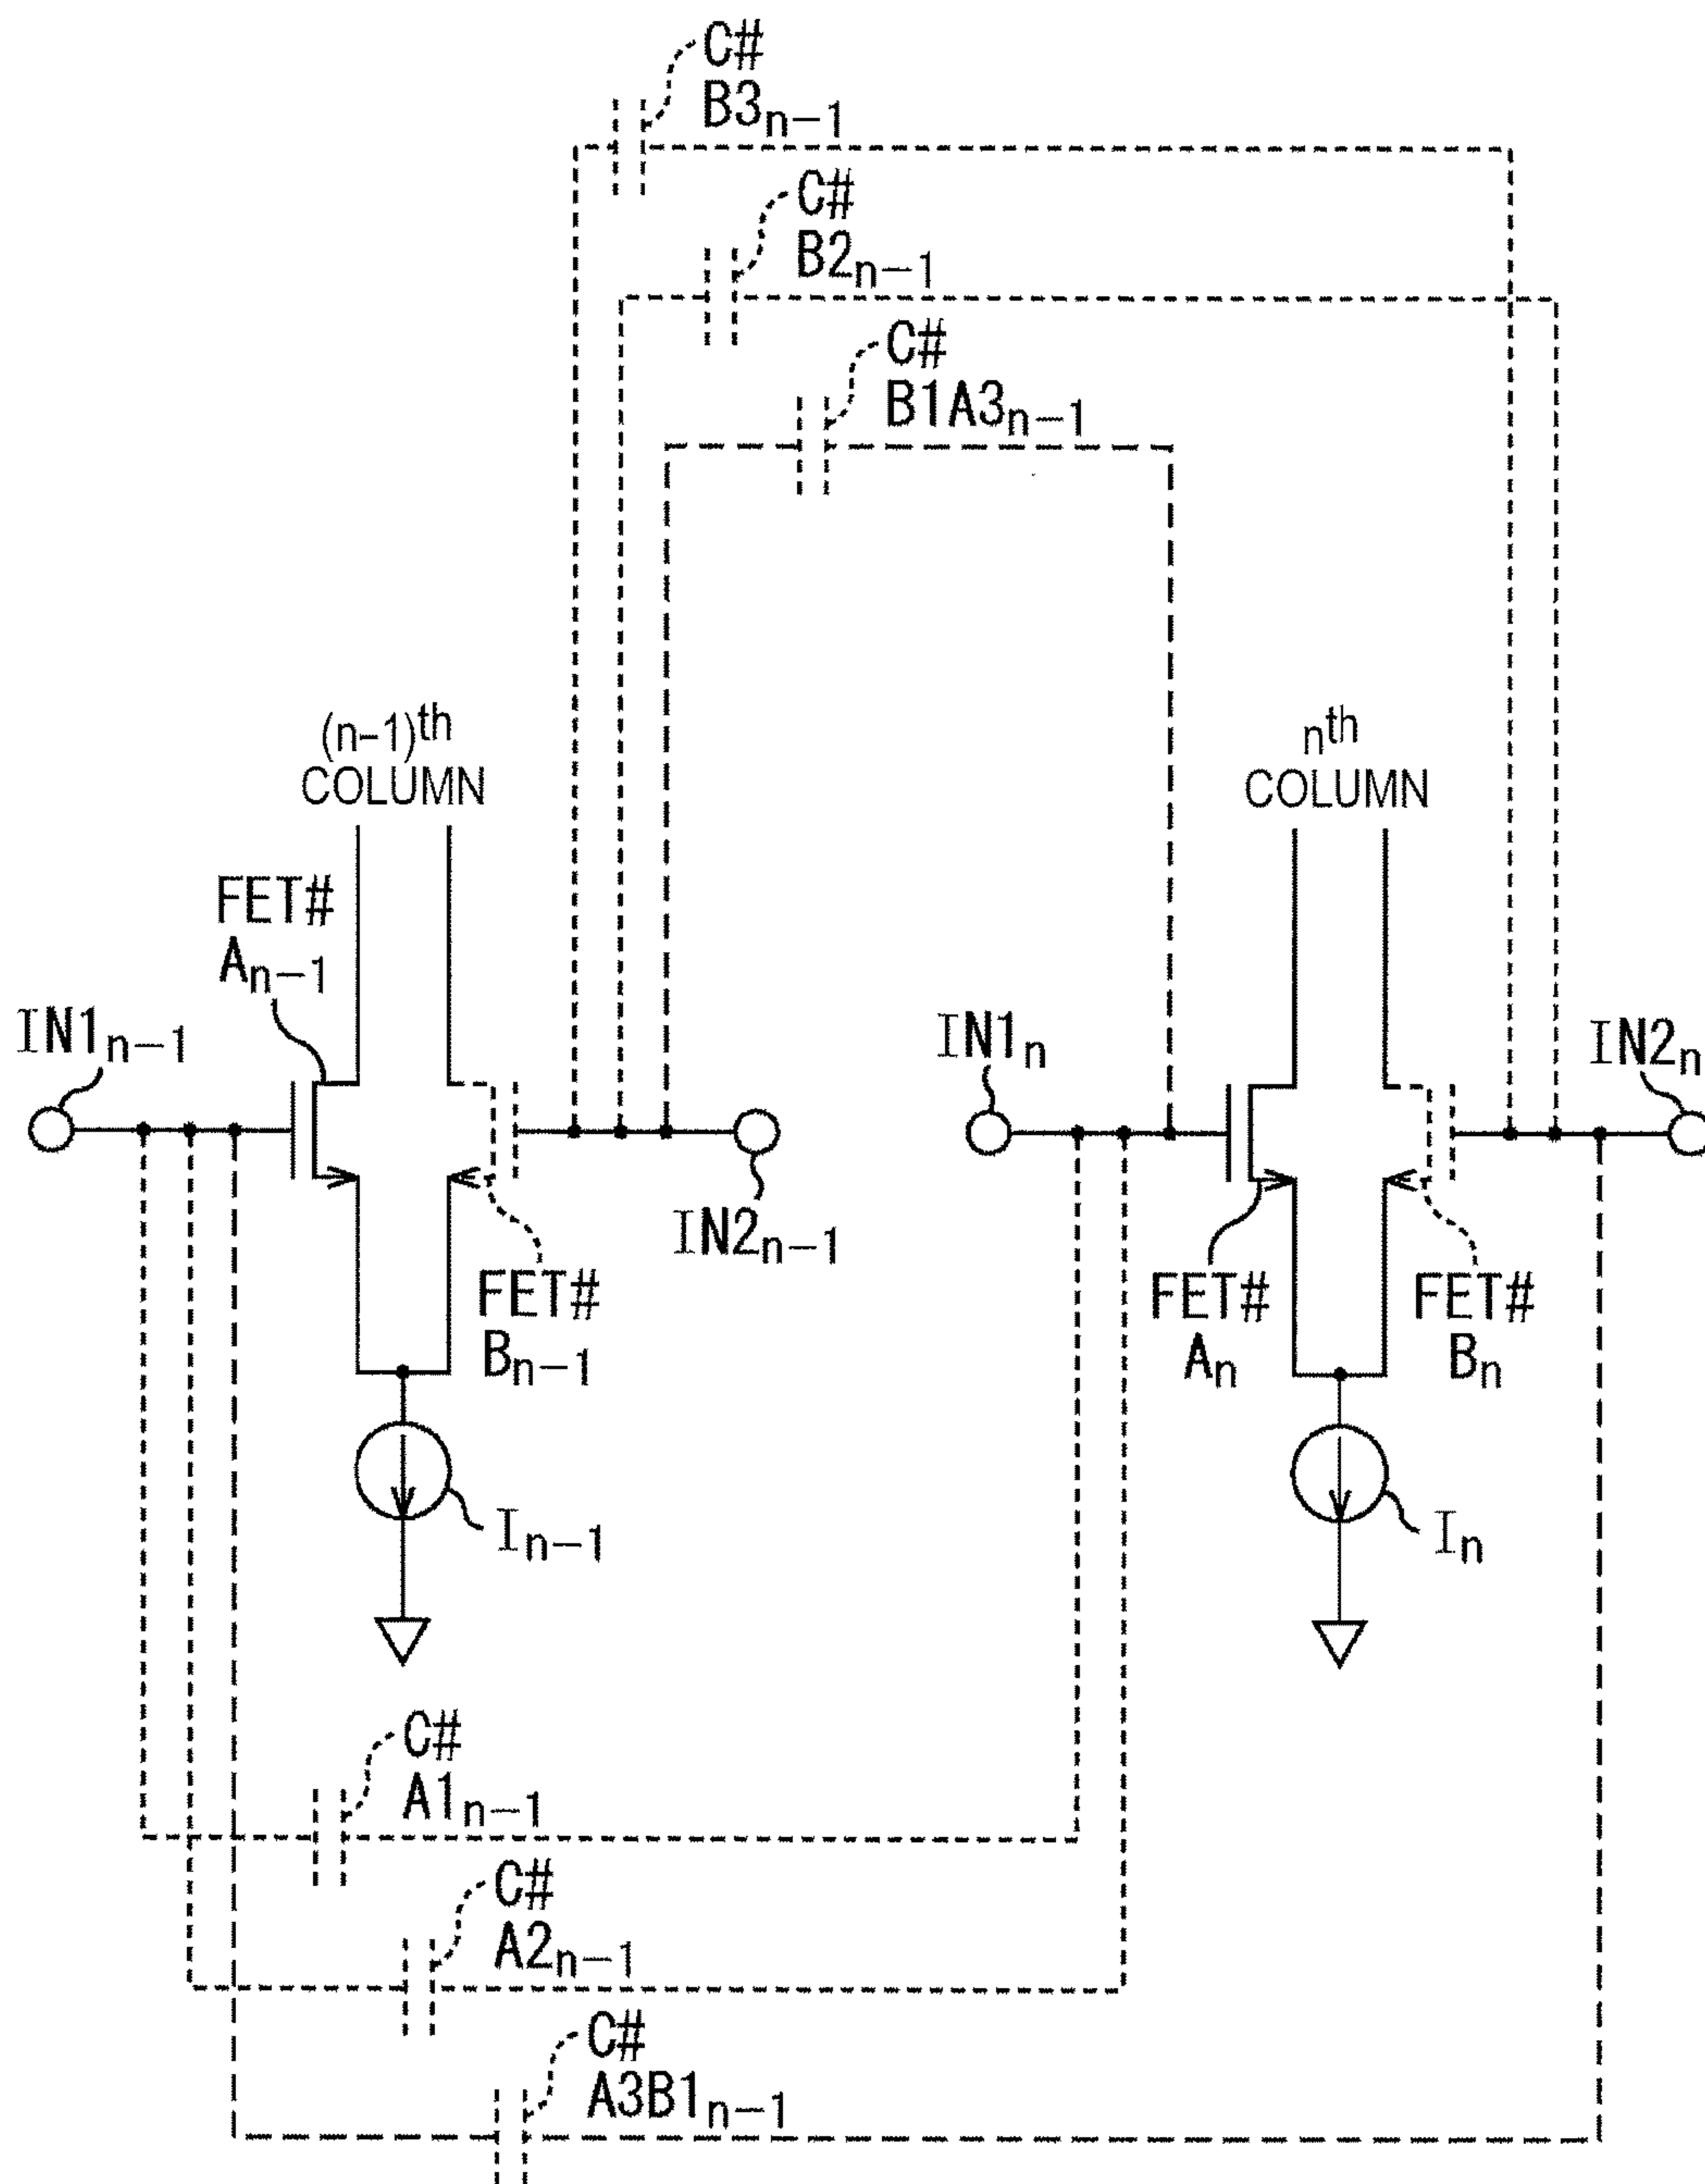 C#
B3n-1
C#
B2n-1
C#
B1A3n-1
(n-1)th
COLUMN
nth
COLUMN
FET#
An-1
IN1n-1
IN1n
IN2n
IN2n-1
FET#
Bn-1
FET#
An
FET#
Bn
In-1
In
C#
A1n-1
C#
A2n-1
C#
A3B1n-1